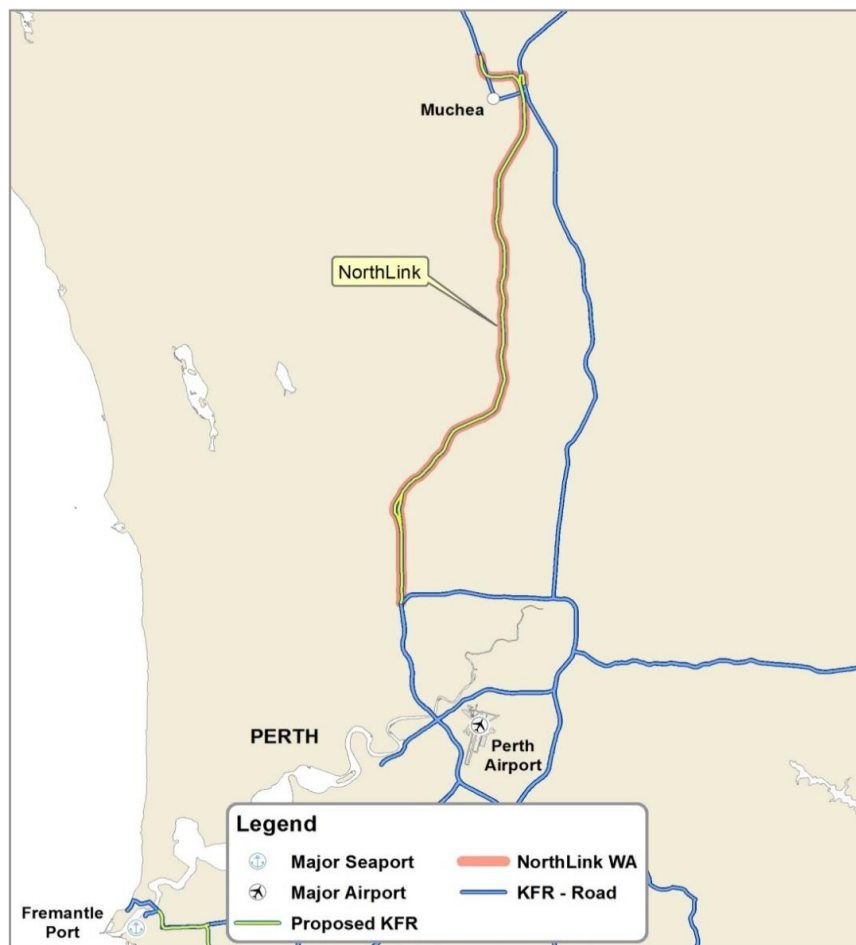 Muchea
NorthLink
PERTH
Perth
Airport
Legend
Major Seaport
NorthLink WA
Major Airport
KFR - Road
Proposed KFR
Fremantle
Port